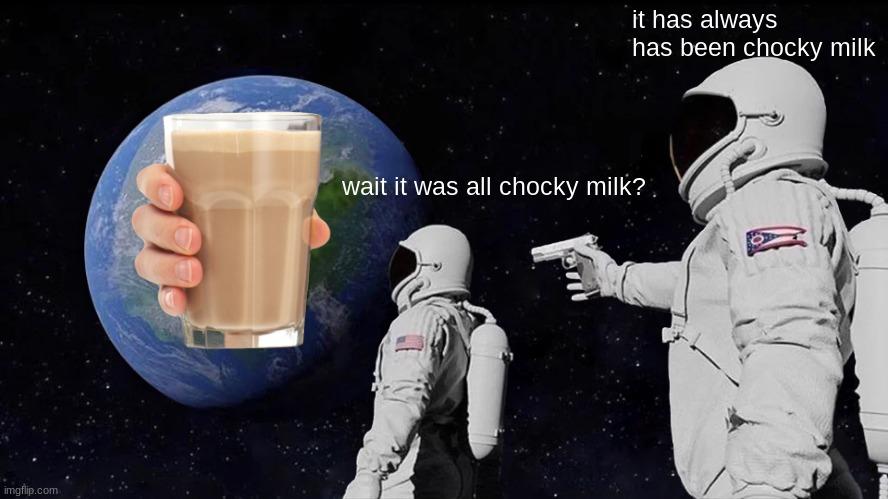 it has always
has been chocky milk
wait it was all chocky milk?
imgflip.com